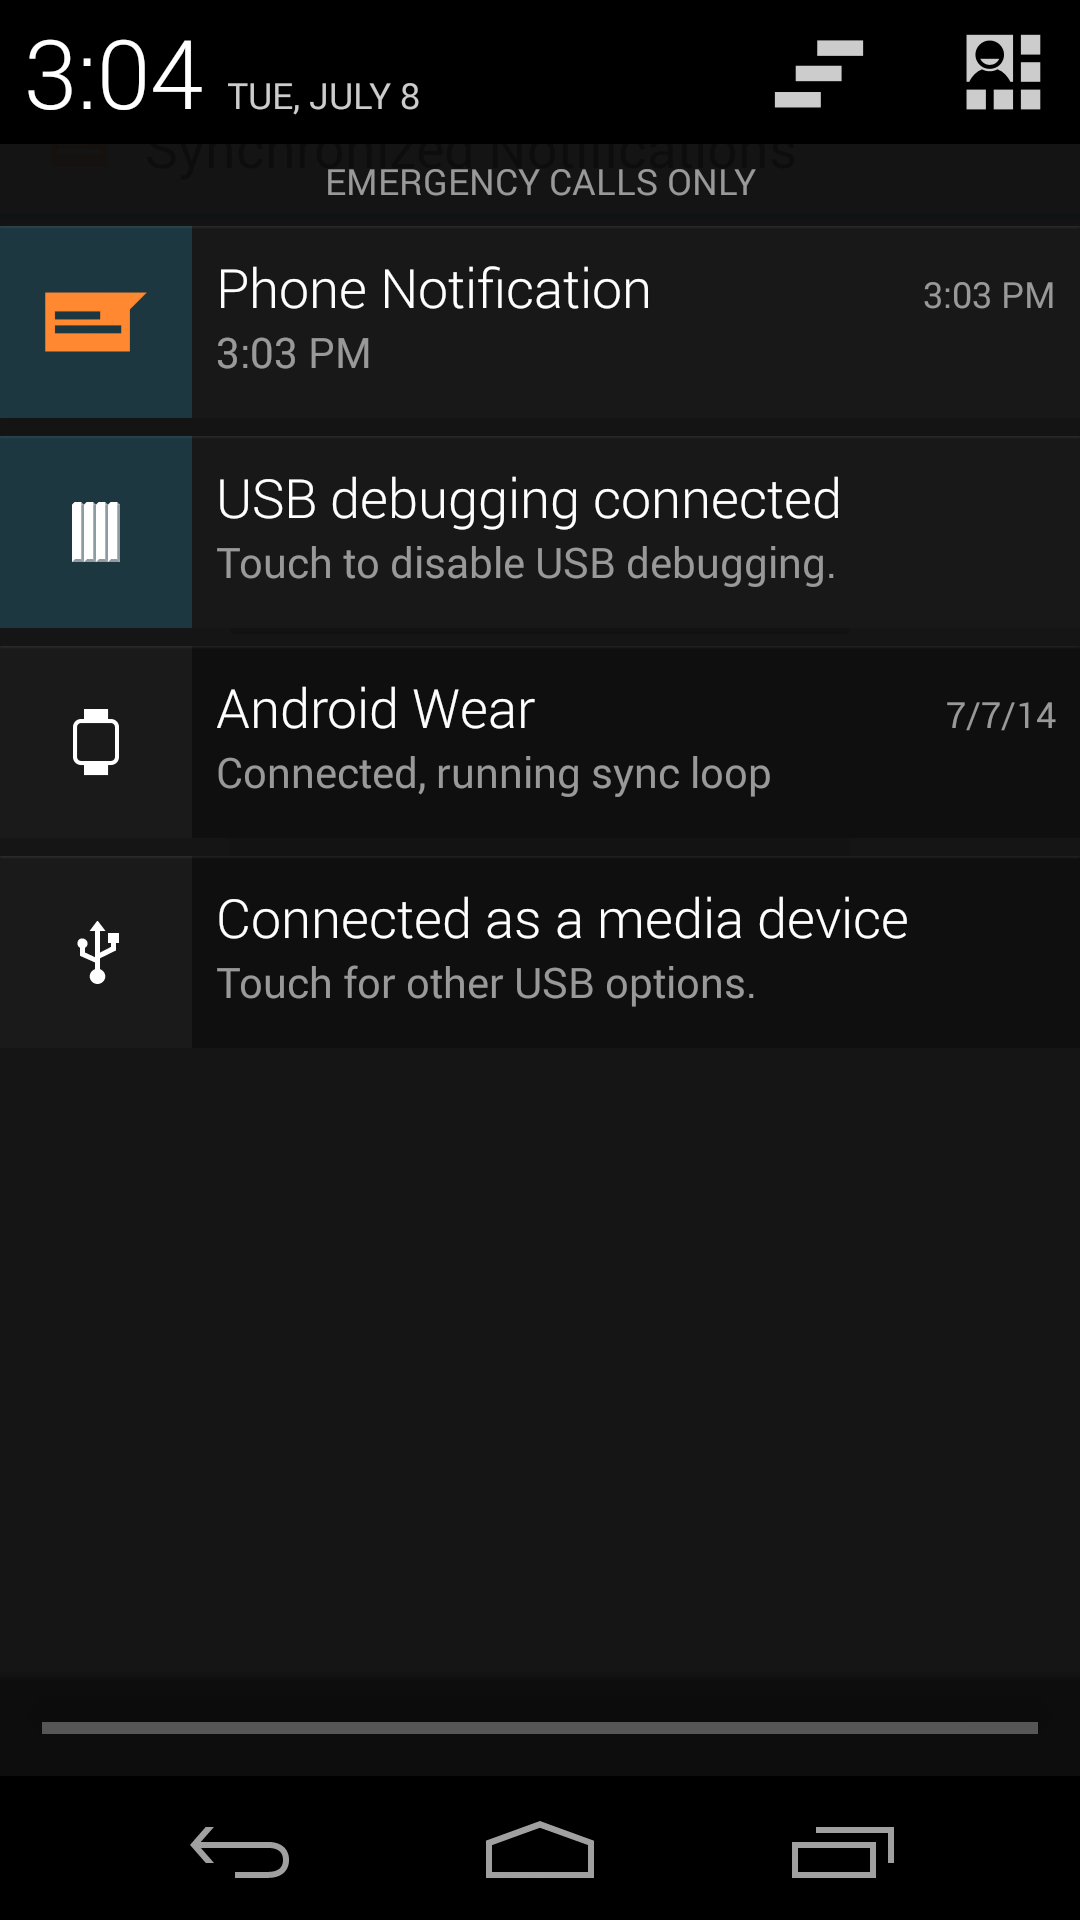 3:04 TUE, JULY 8
Synchronized Notifications
EMERGENCY CALLS ONLY
Phone Notification 3:03 PM
3:03 PM
USB debugging connected
Touch to disable USB debugging.
Android Wear 7/7/14
Connected, running sync loop
Connected as a media device
Touch for other USB options.